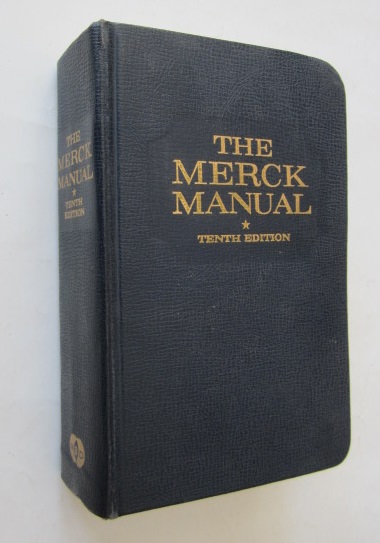 THE
MERCK
MANUAL
★
TENTH
EDITION
THE
MERCK
MANUAL
★
TENTH EDITION